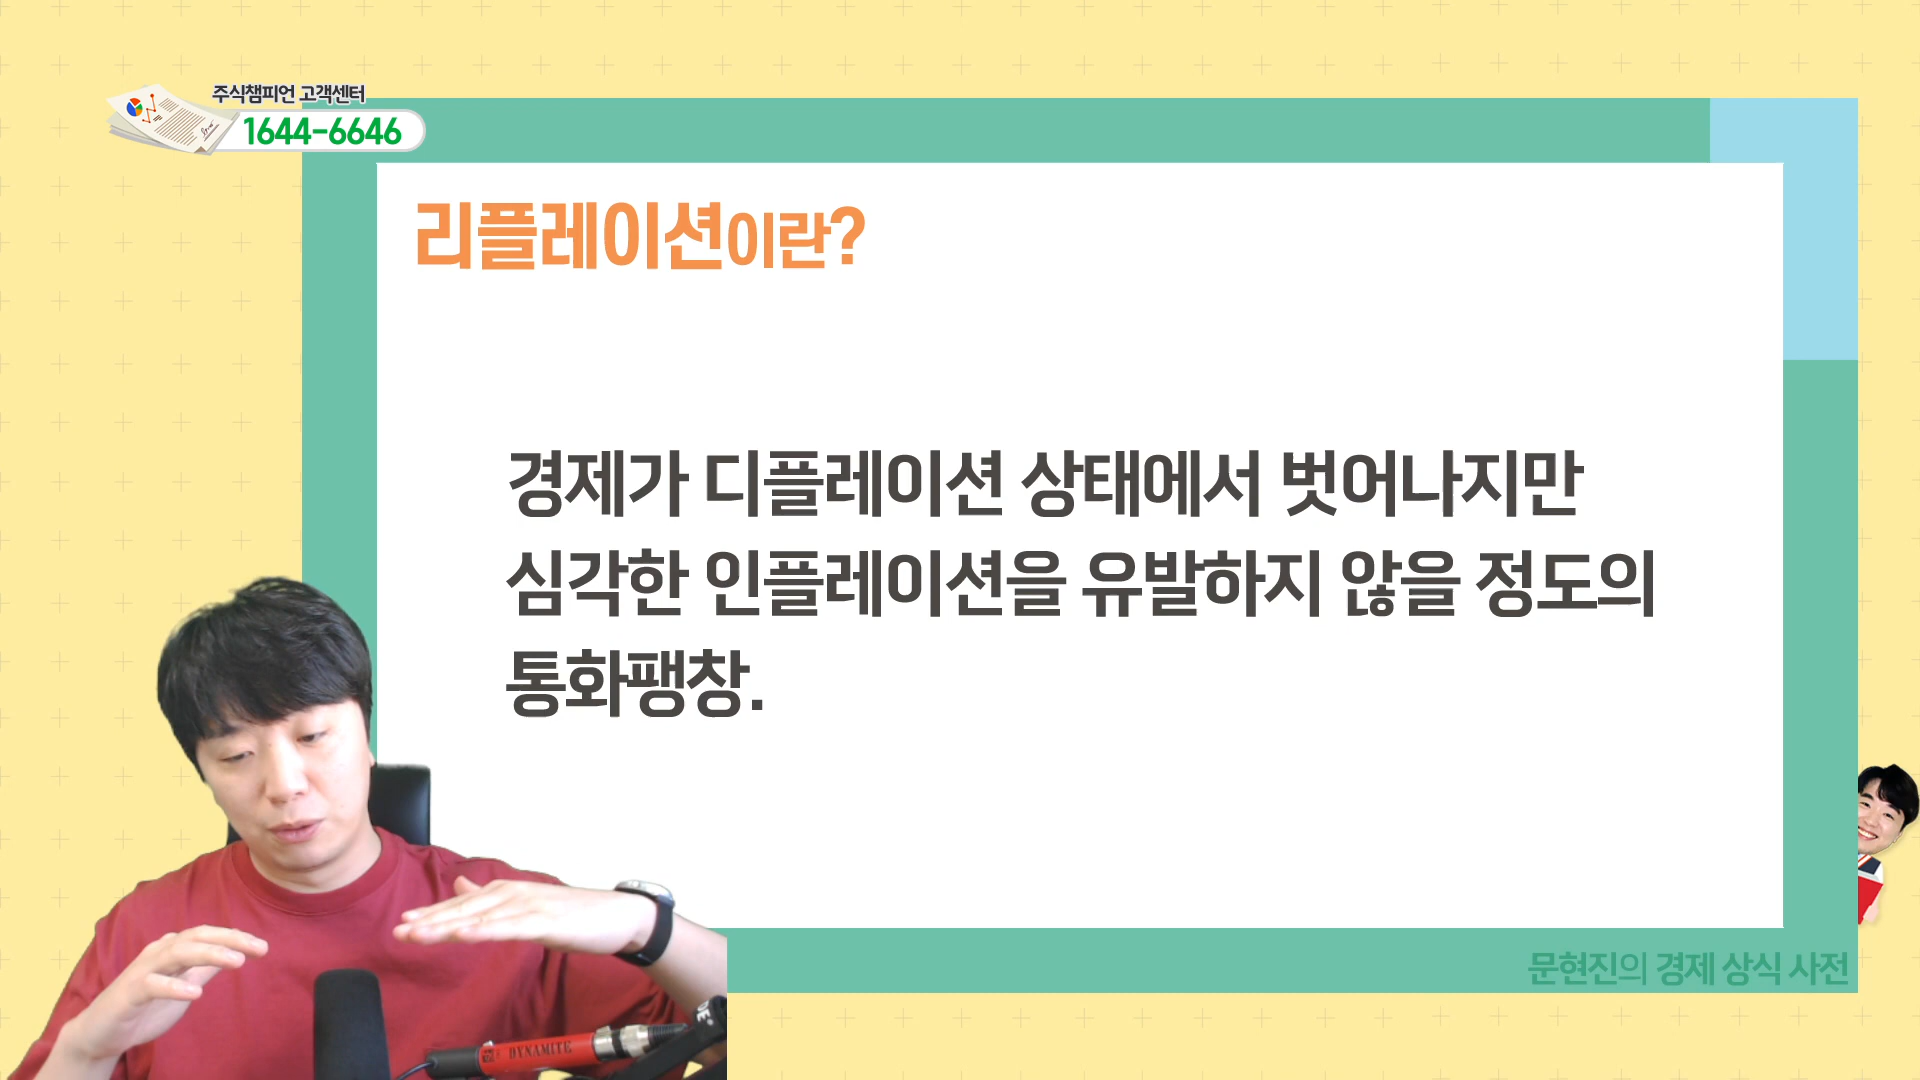 주식챔피언 고객센터
1644-6646
리플레이션이란?
경제가 디플레이션 상태에서 벗어나지만
심각한 인플레이션을 유발하지 않을 정도의
통화팽창.
문현진의 경제 상식 사전
DYNAMITE